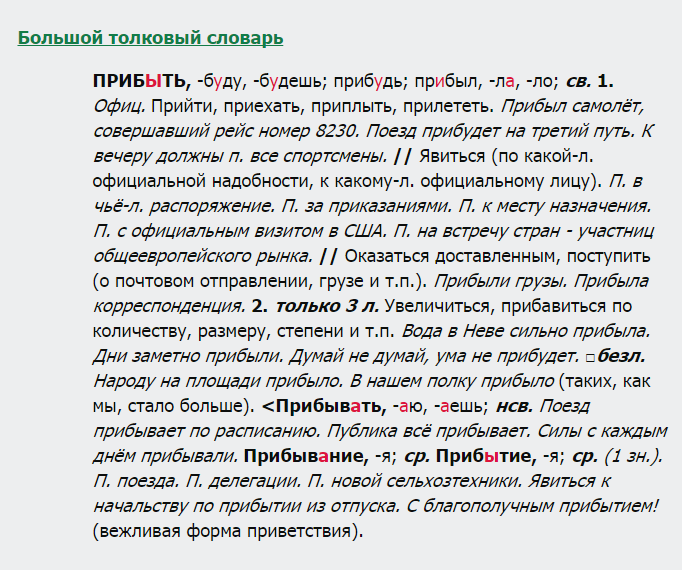 Большой толковый словарь
ПРИБЫТЬ, -буду, -будешь; прибудь; прибыл, -ла, -ло; св. 1.
Офиц. Прийти, приехать, приплыть, прилететь. Прибыл самолёт,
совершавший рейс номер 8230. Поезд прибудет на третий путь. К
вечеру должны п. все спортсмены. // Явиться (по какой-л.
официальной надобности, к какому-л. официальному лицу). П. в
чьё-л. распоряжение. П. за приказаниями. П. к месту назначения.
П. с официальным визитом в США. П. на встречу стран - участниц
общеевропейского рынка. // Оказаться доставленным, поступить
(о почтовом отправлении, грузе и т.п.). Прибыли грузы. Прибыла
корреспонденция. 2. только 3 л. Увеличиться, прибавиться по
количеству, размеру, степени и т.п. Вода в Неве сильно прибыла.
Дни заметно прибыли. Думай не думай, ума не прибудет. □безл.
Народу на площади прибыло. В нашем полку прибыло (таких, как
мы, стало больше). <Прибывать, -аю, -аешь; нсв. Поезд
прибывает по расписанию. Публика всё прибывает. Силы с каждым
днём прибывали. Прибывание, -я; ср. Прибытие, -я; ср. (1 зн.).
П. поезда. П. делегации. П. новой сельхозтехники. Явиться к
начальству по прибытии из отпуска. С благополучным прибытием!
(вежливая форма приветствия).